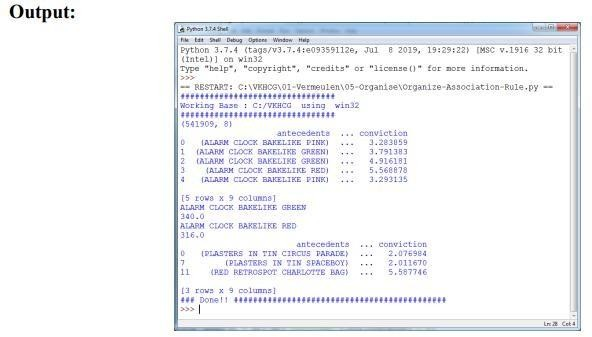 Output:
Python 3.7.4 Shell
File Edit Shell Debug Options Window Help
Python 3.7.4 (tags/v3.7.4:e09359112e, Jul 8 2019, 19:29:22) [MSC v.1916 32 bit
(Intel)] on win32
Type "help", "copyright", "credits" or "license()" for more information.
>>>
== RESTART: C:\VKHCG\01-Vermeulen\05-Organise\Organize-Association-Rule.py ==
################################
Working Base : C:/VKHCG using win32
################################
(541909, 8)
antecedents ... conviction
0 (ALARM CLOCK BAKELIKE PINK) ... 3.283859
1 (ALARM CLOCK BAKELIKE GREEN) ... 3.791383
2 (ALARM CLOCK BAKELIKE GREEN) ... 4.916181
3 (ALARM CLOCK BAKELIKE RED) ... 5.568878
4 (ALARM CLOCK BAKELIKE PINK) ... 3.293135
[5 rows x 9 columns]
ALARM CLOCK BAKELIKE GREEN
340.0
ALARM CLOCK BAKELIKE RED
316.0
antecedents ... conviction
0 (PLASTERS IN TIN CIRCUS PARADE) ... 2.076984
7 (PLASTERS IN TIN SPACEBOY) ... 2.011670
11 (RED RETROSPOT CHARLOTTE BAG) ... 5.587746
[3 rows x 9 columns]
### Done!! ############################################
>>>
Ln: 28 Col: 4